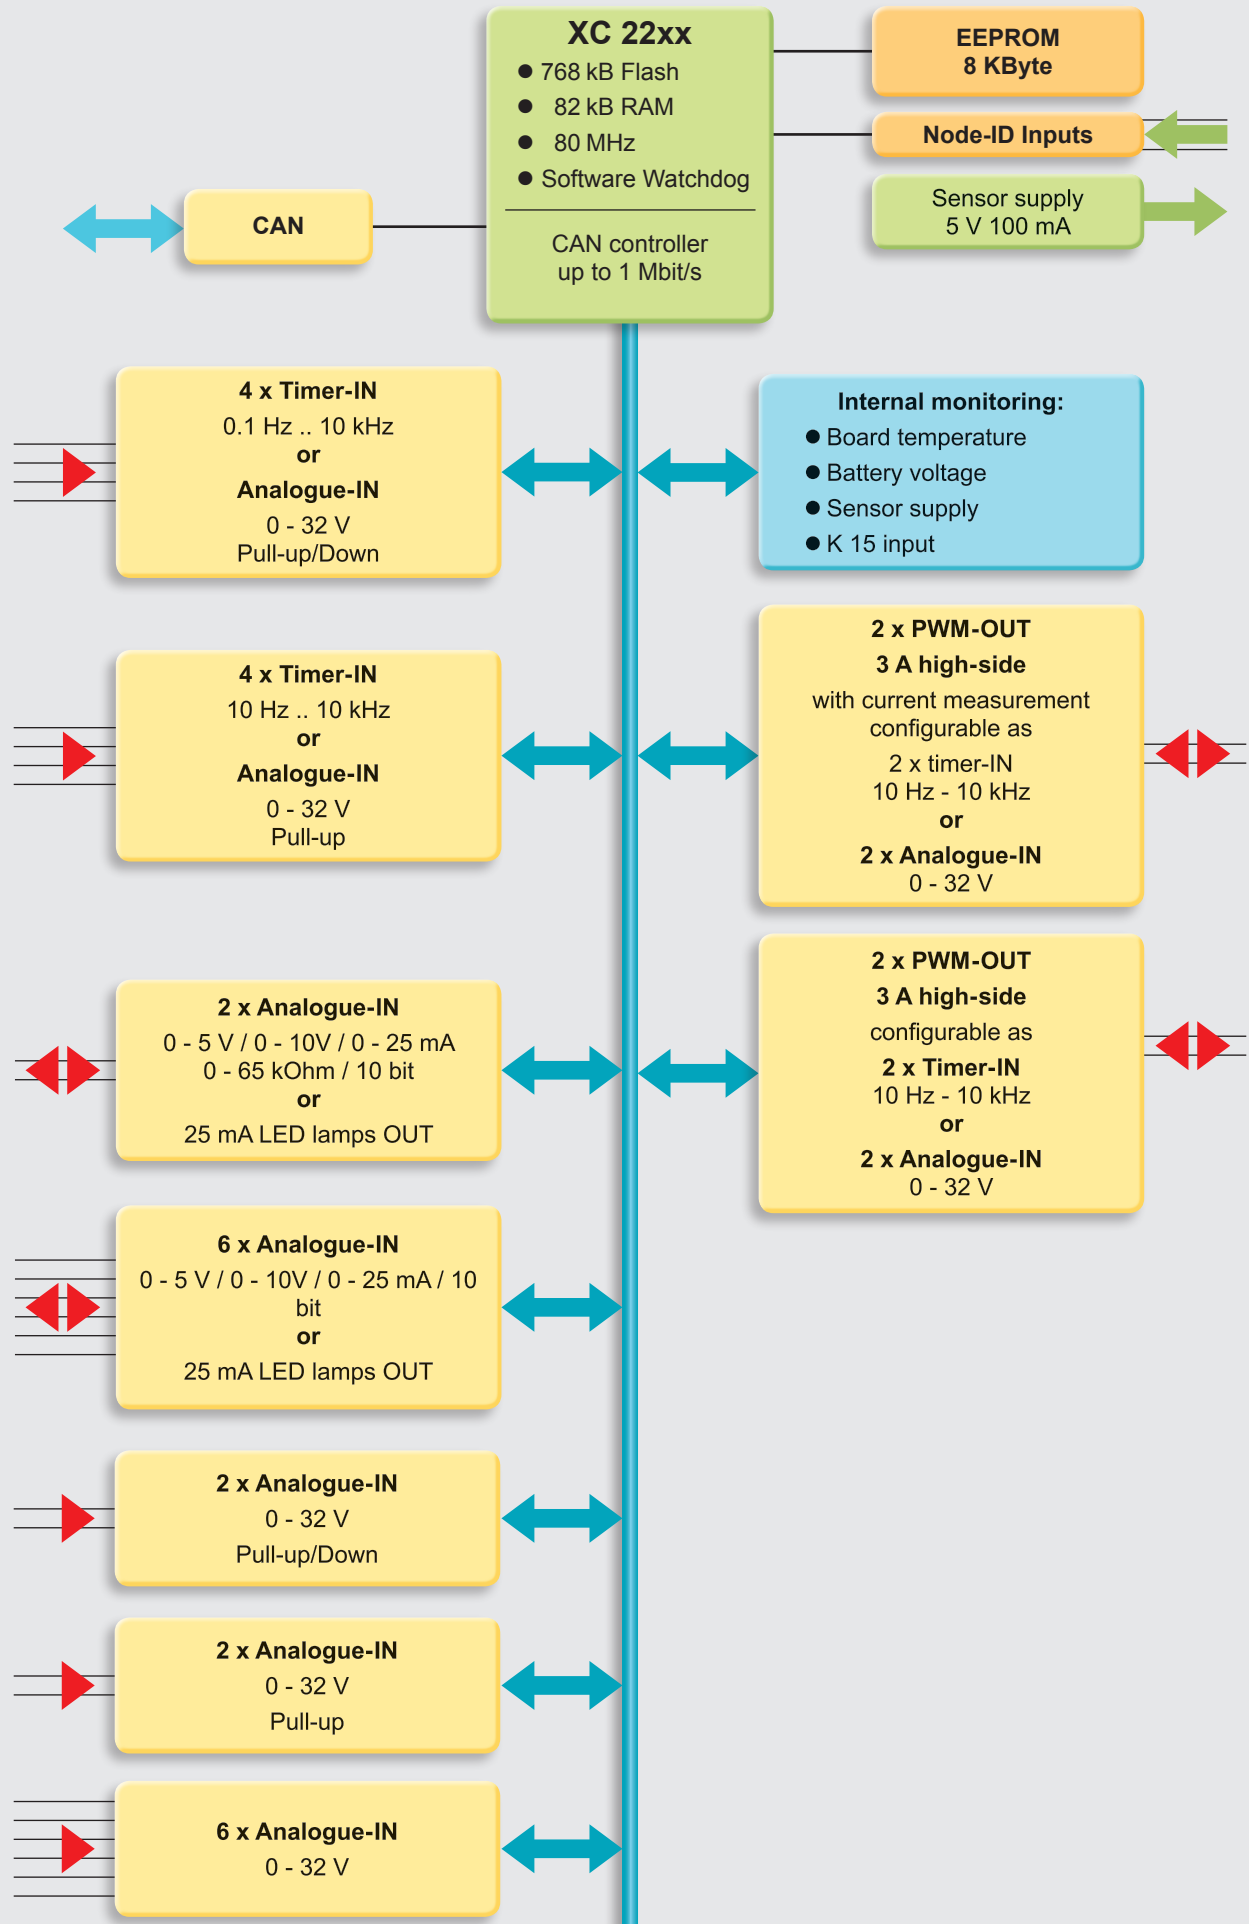 XC 22xx
768 kB Flash
82 kB RAM
80 MHz
Software Watchdog
CAN controller
up to 1 Mbit/s
EEPROM
8 KByte
Node-ID Inputs
Sensor supply
5 V 100 mA
CAN
4 x Timer-IN
0.1 Hz .. 10 kHz
or
Analogue-IN
0 - 32 V
Pull-up/Down
Internal monitoring:
Board temperature
Battery voltage
Sensor supply
K 15 input
4 x Timer-IN
10 Hz .. 10 kHz
or
Analogue-IN
0 - 32 V
Pull-up
2 x PWM-OUT
3 A high-side
with current measurement
configurable as
2 x timer-IN
10 Hz - 10 kHz
or
2 x Analogue-IN
0 - 32 V
2 x Analogue-IN
0 - 5 V / 0 - 10V / 0 - 25 mA
0 - 65 kOhm / 10 bit
or
25 mA LED lamps OUT
2 x PWM-OUT
3 A high-side
configurable as
2 x Timer-IN
10 Hz - 10 kHz
or
2 x Analogue-IN
0 - 32 V
6 x Analogue-IN
0 - 5 V / 0 - 10V / 0 - 25 mA / 10
bit
or
25 mA LED lamps OUT
2 x Analogue-IN
0 - 32 V
Pull-up/Down
2 x Analogue-IN
0 - 32 V
Pull-up
6 x Analogue-IN
0 - 32 V